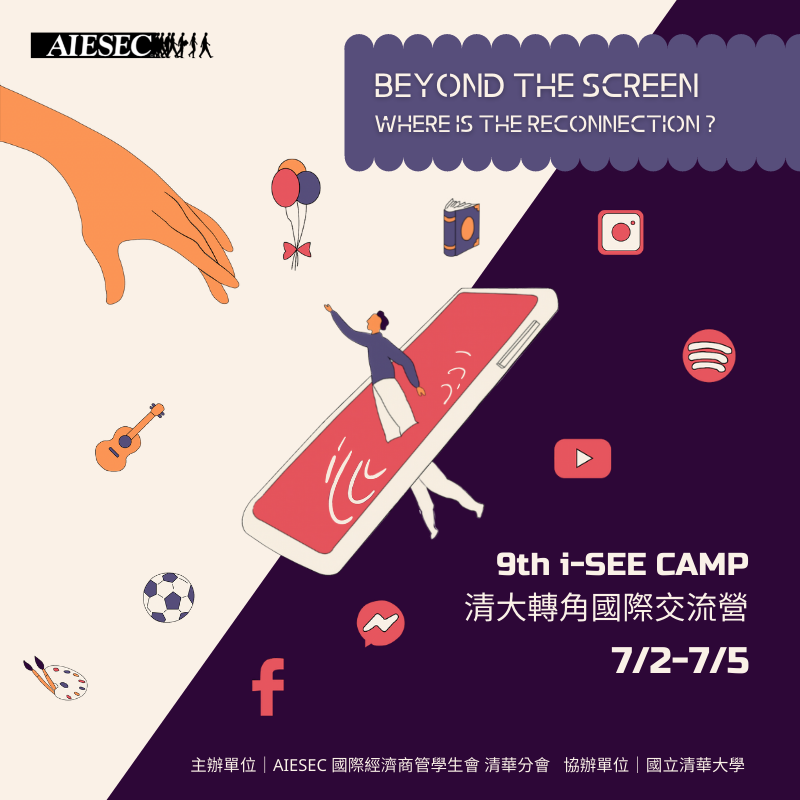 AIESEC
BEYOND THE SCREEN
WHERE IS THE RECONNECTION ?
9th i-SEE CAMP
清大轉角國際交流營
7/2-7/5
主辦單位｜AIESEC 國際經濟商管學生會 清華分會 協辦單位｜國立清華大學